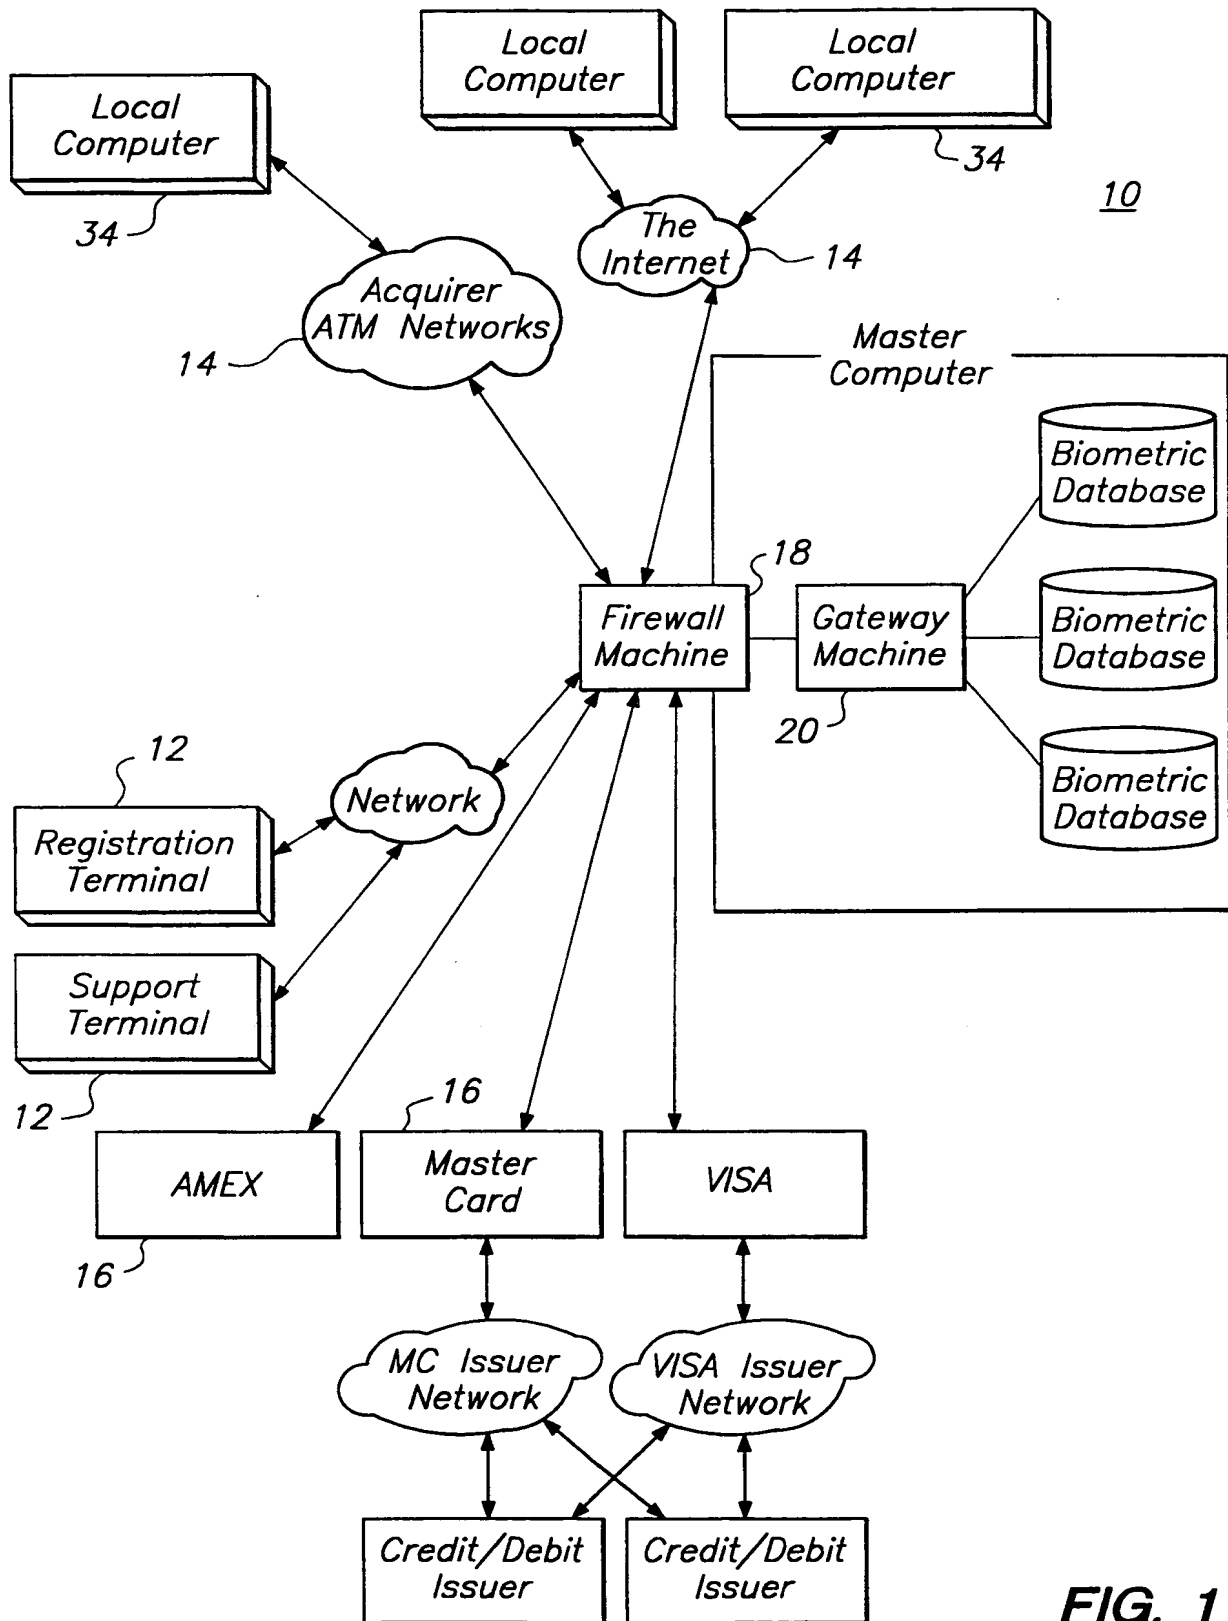 Local
Computer
34
Local
Computer
Local
Computer
34
10
The
Internet
14
Acquirer
ATM Networks
14
Master
Computer
Biometric
Database
Biometric
Database
Biometric
Database
18
Firewall
Machine
Gateway
Machine
20
12
Network
Registration
Terminal
Support
Terminal
12
16
AMEX
16
Master
Card
VISA
MC Issuer
Network
VISA Issuer
Network
Credit/Debit
Issuer
Credit/Debit
Issuer
FIG. 1